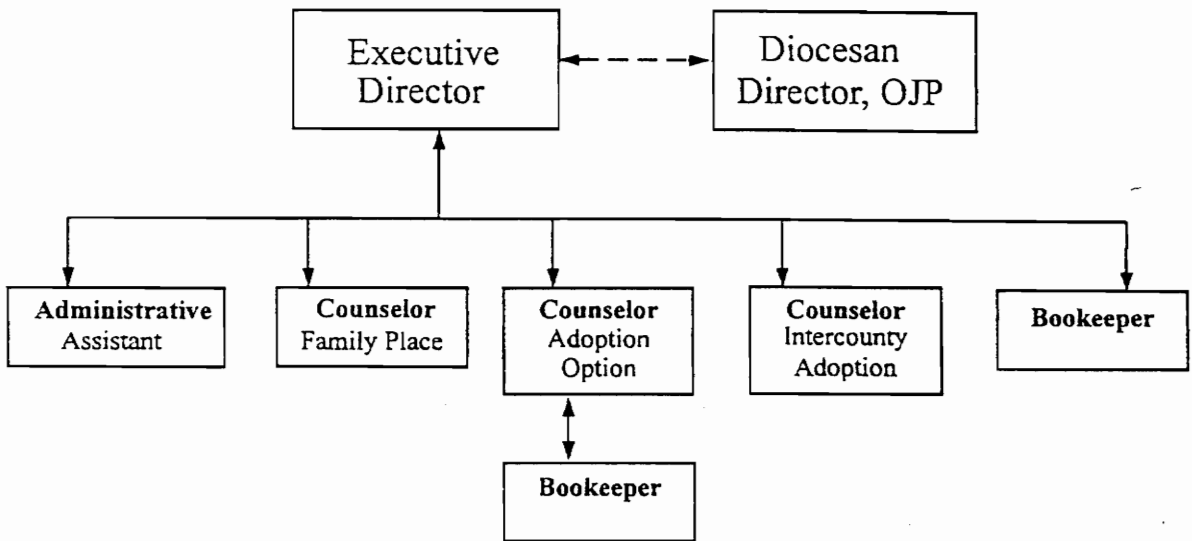 Executive
Director
Diocesan
Director, OJP
Administrative
Assistant
Counselor
Family Place
Counselor
Adoption
Option
Counselor
Intercounty
Adoption
Bookeeper
Bookeeper